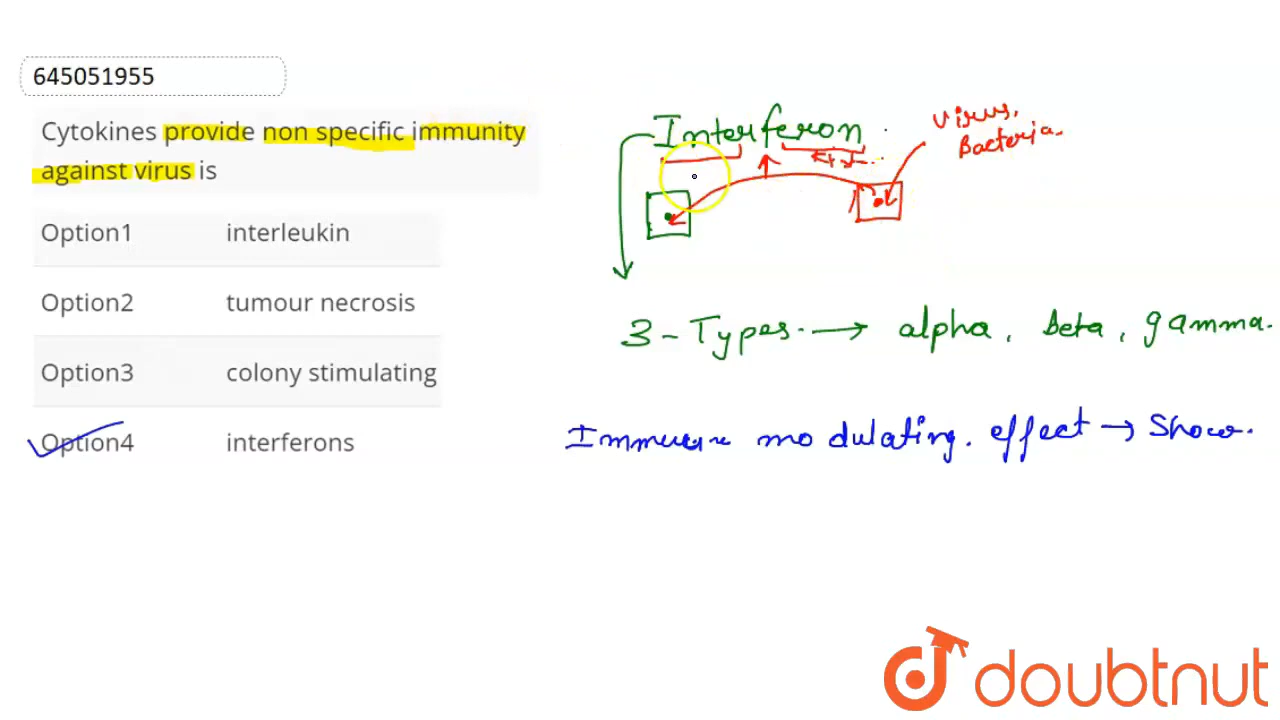 645051955
Cytokines provide non specific immunity
against virus is
Option1 interleukin
Option2 tumour necrosis
Option3 colony stimulating
Option4 interferons
Interferon
Virus,
Bacteria
3-Types. → alpha, Beta, gamma.
modulating. effect → Show.
doubtnut